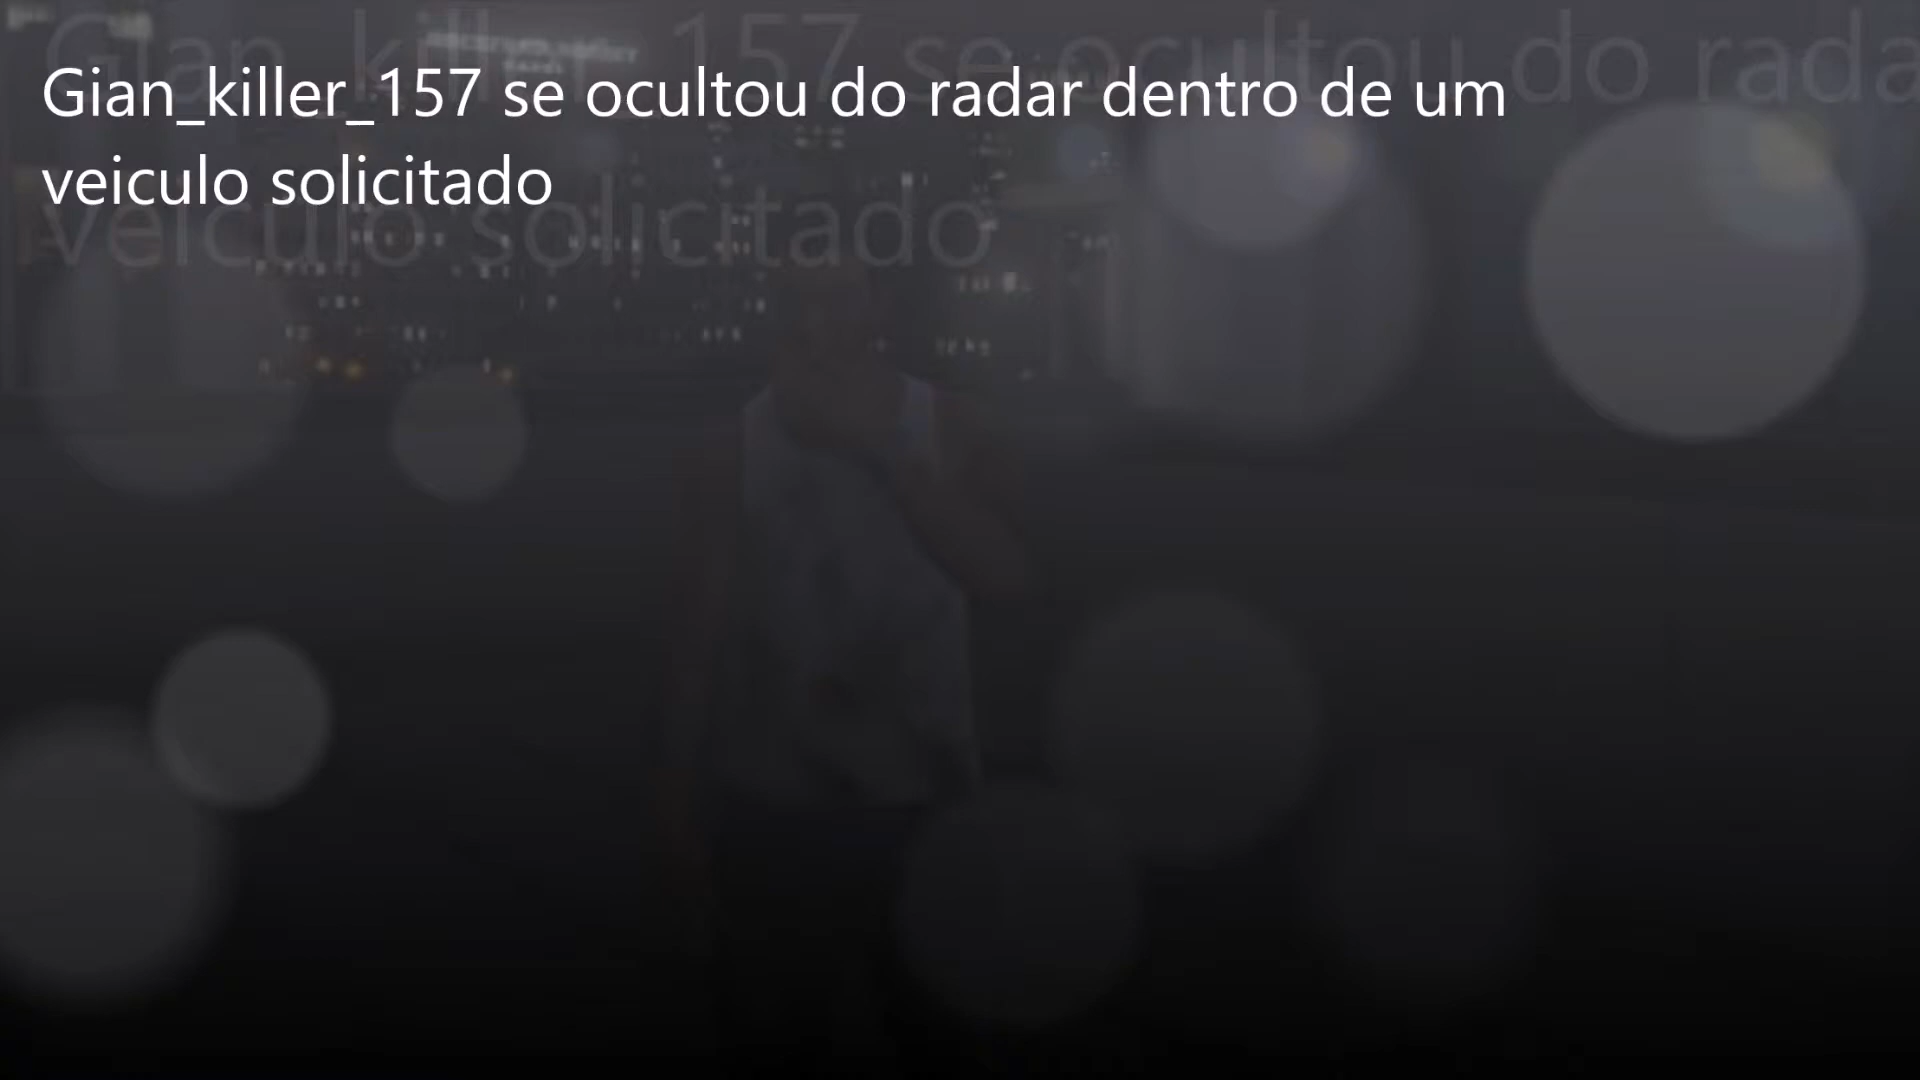 Gian_killer_157 se ocultou do radar dentro de um
veiculo solicitado